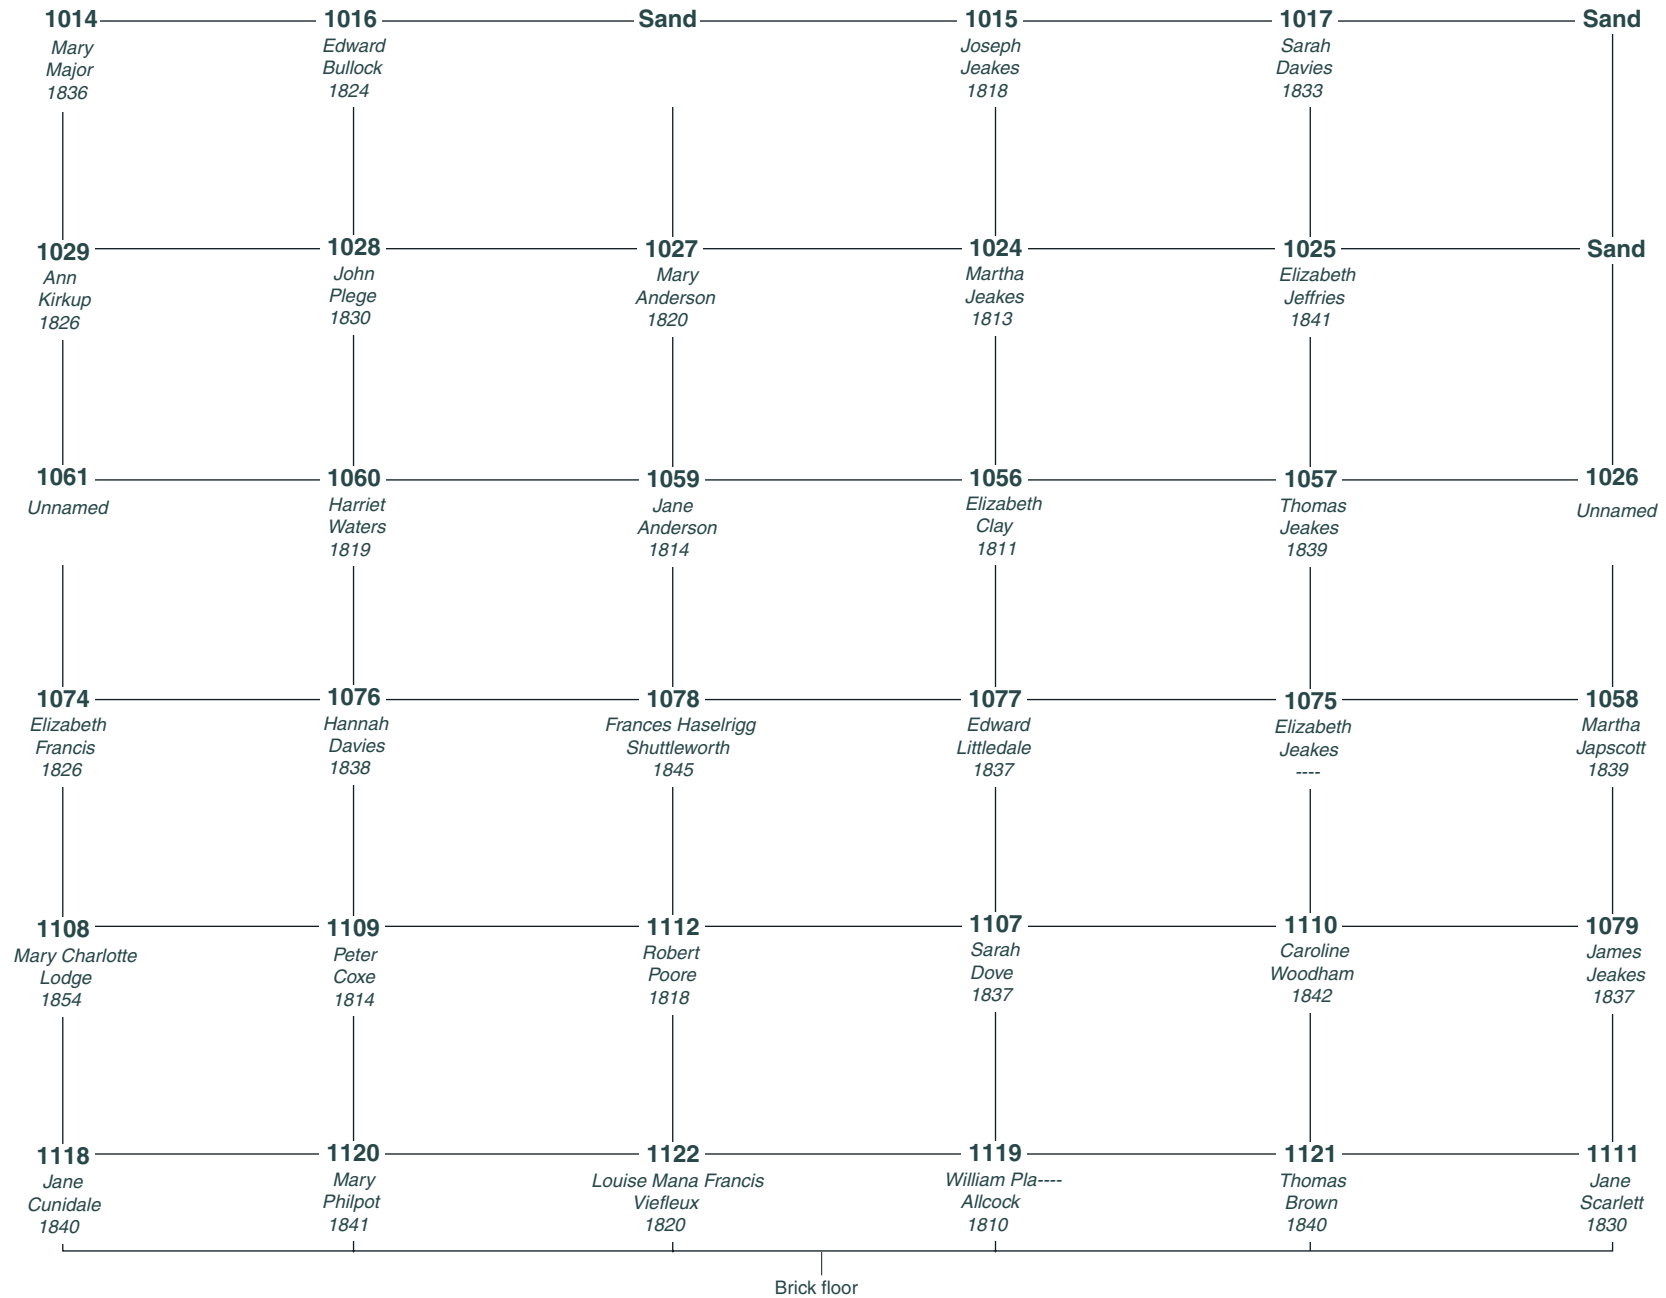 1014 1016 Sand 1015 1017 Sand
Mary Edward Joseph Sarah
Major Bullock Jeakes Davies
1836 1824 1818 1833
1029 1028 1027 1024 1025 Sand
Ann John Mary Martha Elizabeth
Kirkup Plege Anderson Jeakes Jeffries
1826 1830 1820 1813 1841
1061 1060 1059 1056 1057 1026
Unnamed Harriet Jane Elizabeth Thomas Unnamed
Waters Anderson Clay Jeakes
1819 1814 1811 1839
1074 1076 1078 1077 1075 1058
Elizabeth Hannah Frances Haselrigg Edward Elizabeth Martha
Francis Davies Shuttleworth Littledale Jeakes Japscott
1826 1838 1845 1837 ---- 1839
1108 1109 1112 1107 1110 1079
Mary Charlotte Peter Robert Sarah Caroline James
Lodge Coxe Poore Dove Woodham Jeakes
1854 1814 1818 1837 1842 1837
1118 1120 1122 1119 1121 1111
Jane Mary Louise Mana Francis William Pla---- Thomas Jane
Cunidale Philpot Viefleux Allcock Brown Scarlett
1840 1841 1820 1810 1840 1830
Brick floor